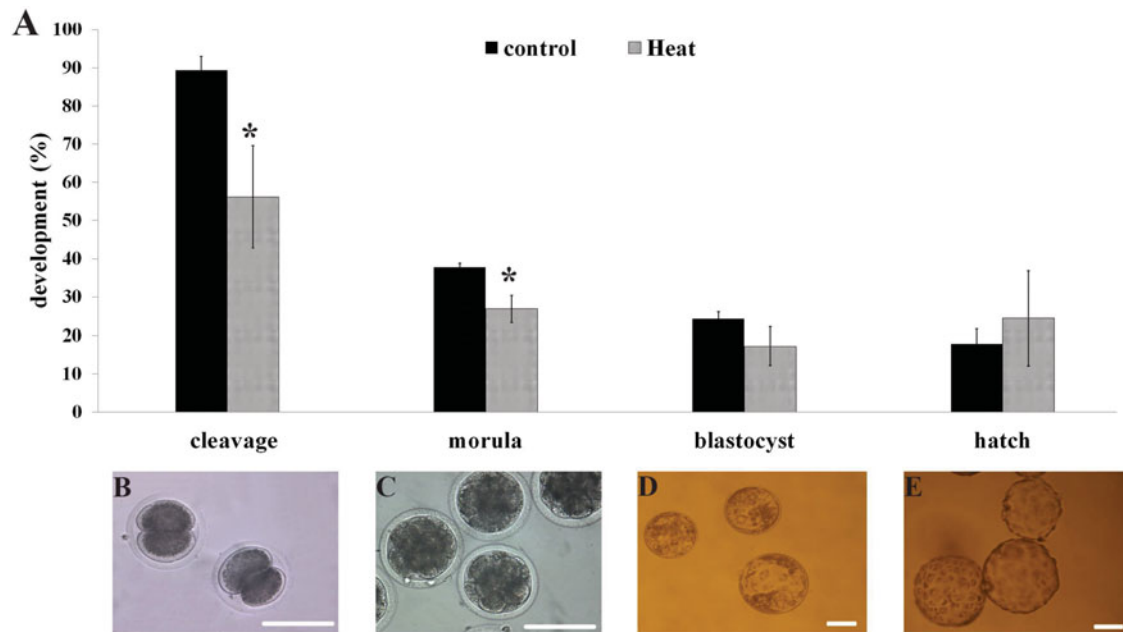 A
100
control Heat
90
80
70
60
50
40
30
20
10
0
development (%)
*
*
cleavage morula blastocyst hatch
B C D E